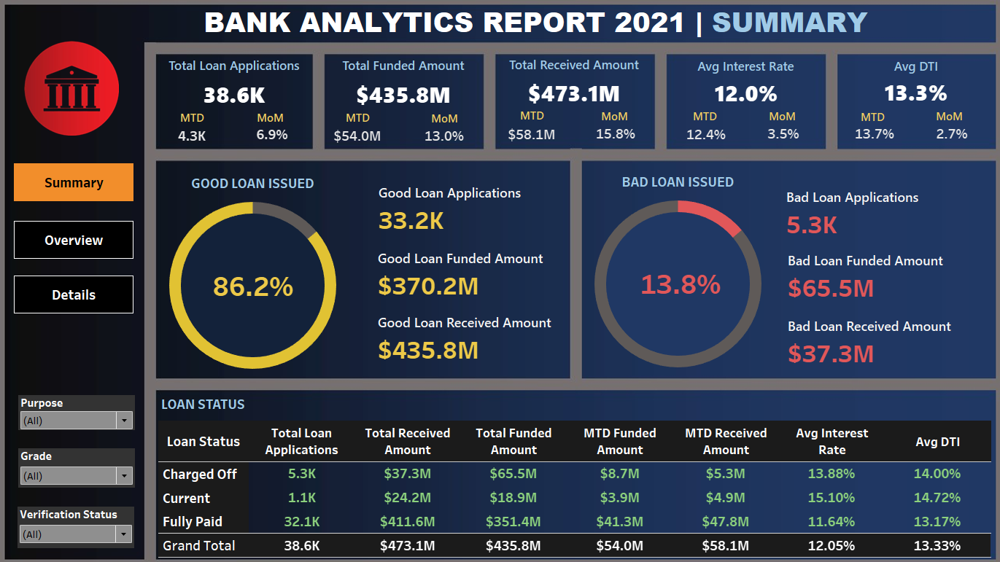 BANK ANALYTICS REPORT 2021 | SUMMARY
Total Loan Applications
38.6K
MTD MoM
4.3K 6.9%
Total Funded Amount
$435.8M
MTD MoM
$54.0M 13.0%
Total Received Amount
$473.1M
MTD MoM
$58.1M 15.8%
Avg Interest Rate
12.0%
MTD MoM
12.4% 3.5%
Avg DTI
13.3%
MTD MoM
13.7% 2.7%
Summary
Overview
Details
Purpose
(All)
Grade
(All)
Verification Status
(All)
GOOD LOAN ISSUED
86.2%
Good Loan Applications
33.2K
Good Loan Funded Amount
$370.2M
Good Loan Received Amount
$435.8M
BAD LOAN ISSUED
13.8%
Bad Loan Applications
5.3K
Bad Loan Funded Amount
$65.5M
Bad Loan Received Amount
$37.3M
LOAN STATUS
Loan Status Total Loan Applications Total Received Amount Total Funded Amount MTD Funded Amount MTD Received Amount Avg Interest Rate Avg DTI
Charged Off 5.3K $37.3M $65.5M $8.7M $5.3M 13.88% 14.00%
Current 1.1K $24.2M $18.9M $3.9M $4.9M 15.10% 14.72%
Fully Paid 32.1K $411.6M $351.4M $41.3M $47.8M 11.64% 13.17%
Grand Total 38.6K $473.1M $435.8M $54.0M $58.1M 12.05% 13.33%